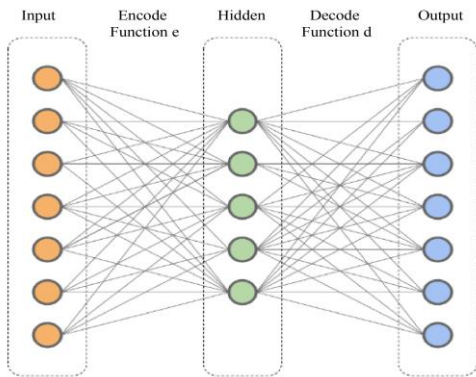 Input
Encode
Function e
Hidden
Decode
Function d
Output